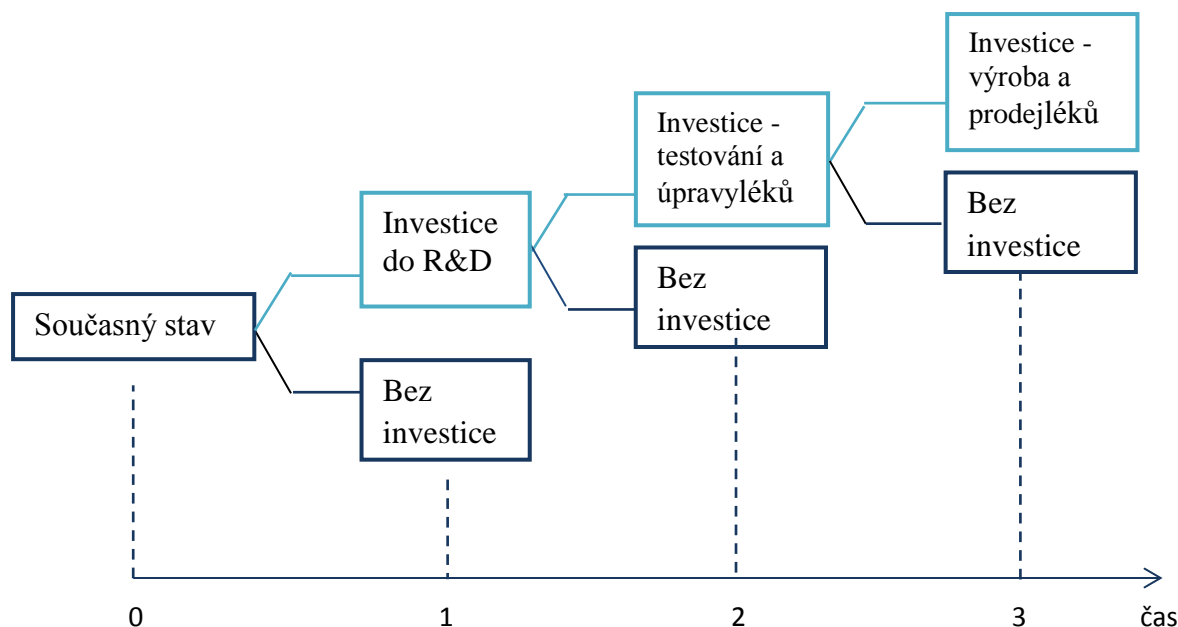 Investice -
výroba a
prodejléků
Investice -
testování a
úpravyléků
Bez
investice
Investice
do R&D
Bez
investice
Současný stav
Bez
investice
0
1
2
3
čas